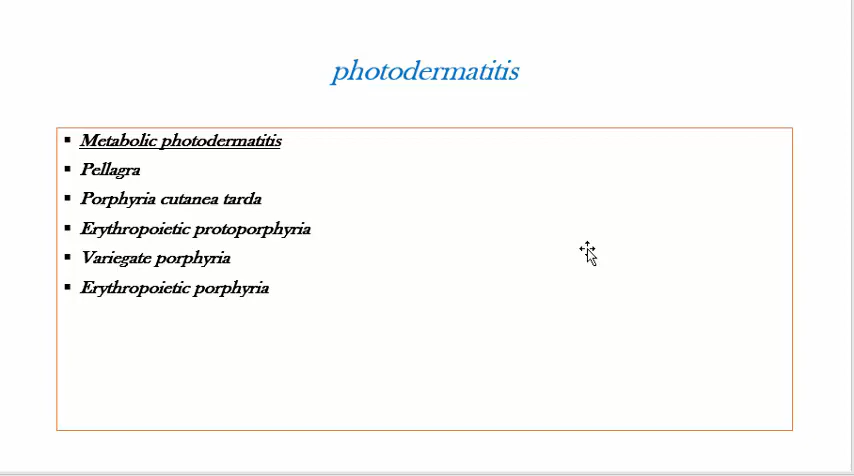 photodermatitis
▪ Metabolic photodermatitis
▪ Pellagra
▪ Porphyria cutanea tarda
▪ Erythropoietic protoporphyria
▪ Variegate porphyria
▪ Erythropoietic porphyria